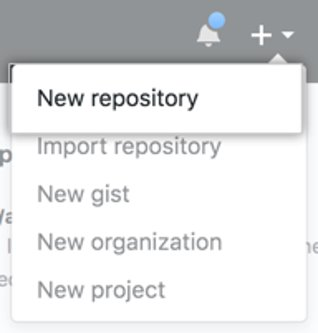 New repository
Import repository
New gist
New organization
New project